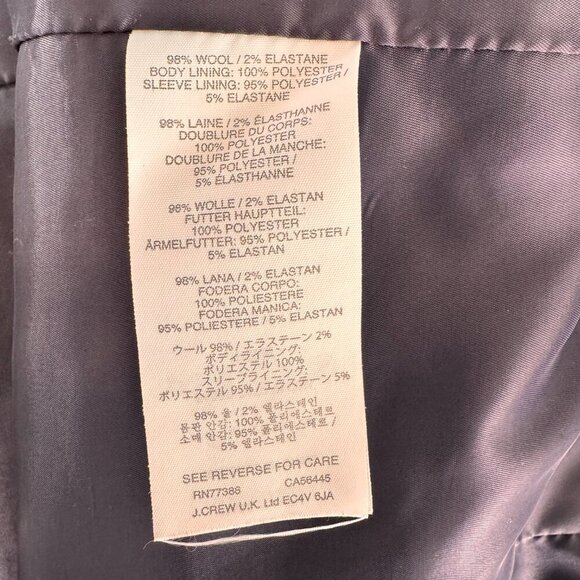 98% WOOL / 2% ELASTANE
BODY LINING: 100% POLYESTER /
SLEEVE LINING: 95% POLYESTER /
5% ELASTANE
98% LAINE / 2% ÉLASTHANNE
DOUBLURE DU CORPS:
100% POLYESTER
DOUBLURE DE LA MANCHE:
95% POLYESTER /
5% ÉLASTHANNE
98% WOLLE / 2% ELASTAN
FUTTER HAUPTTEIL:
100% POLYESTER
ÄRMELFUTTER: 95% POLYESTER /
5% ELASTAN
98% LANA / 2% ELASTAN
FODERA CORPO:
100% POLIESTERE
FODERA MANICA:
95% POLIESTERE / 5% ELASTAN
ウール 98% / エラステーン 2%
ボディライニング:
ポリエステル 100%
スリーブライニング:
ポリエステル 95% / エラステーン 5%
98% 울 / 2% 엘라스테인
몸판 안감: 100% 폴리에스테르
소매 안감: 95% 폴리에스테르 /
5% 엘라스테인
SEE REVERSE FOR CARE
RN77388 CA56445
J.CREW U.K. Ltd EC4V 6JA